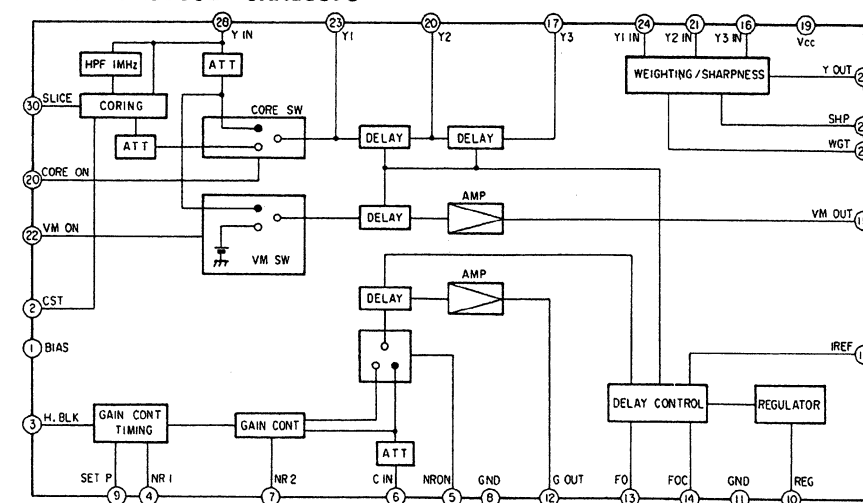 28 23 20 17 24 21 16 19
Y IN Y1 Y2 Y3 Y1 IN Y2 IN Y3 IN Vcc
HPF 1MHz
ATT
WEIGHTING/SHARPNESS
Y OUT
30 SLICE
CORING
CORE SW
SHP
ATT
DELAY
DELAY
WGT
20 CORE ON
AMP
DELAY
VM OUT
22 VM ON
VM SW
AMP
2 CST
DELAY
1 BIAS
IREF
3 H. BLK
GAIN CONT
TIMING
GAIN CONT
DELAY CONTROL
REGULATOR
ATT
SET P NR 1 NR 2 C IN NRON GND G OUT FO FOC GND REG
9 4 7 6 5 8 12 13 14 11 10